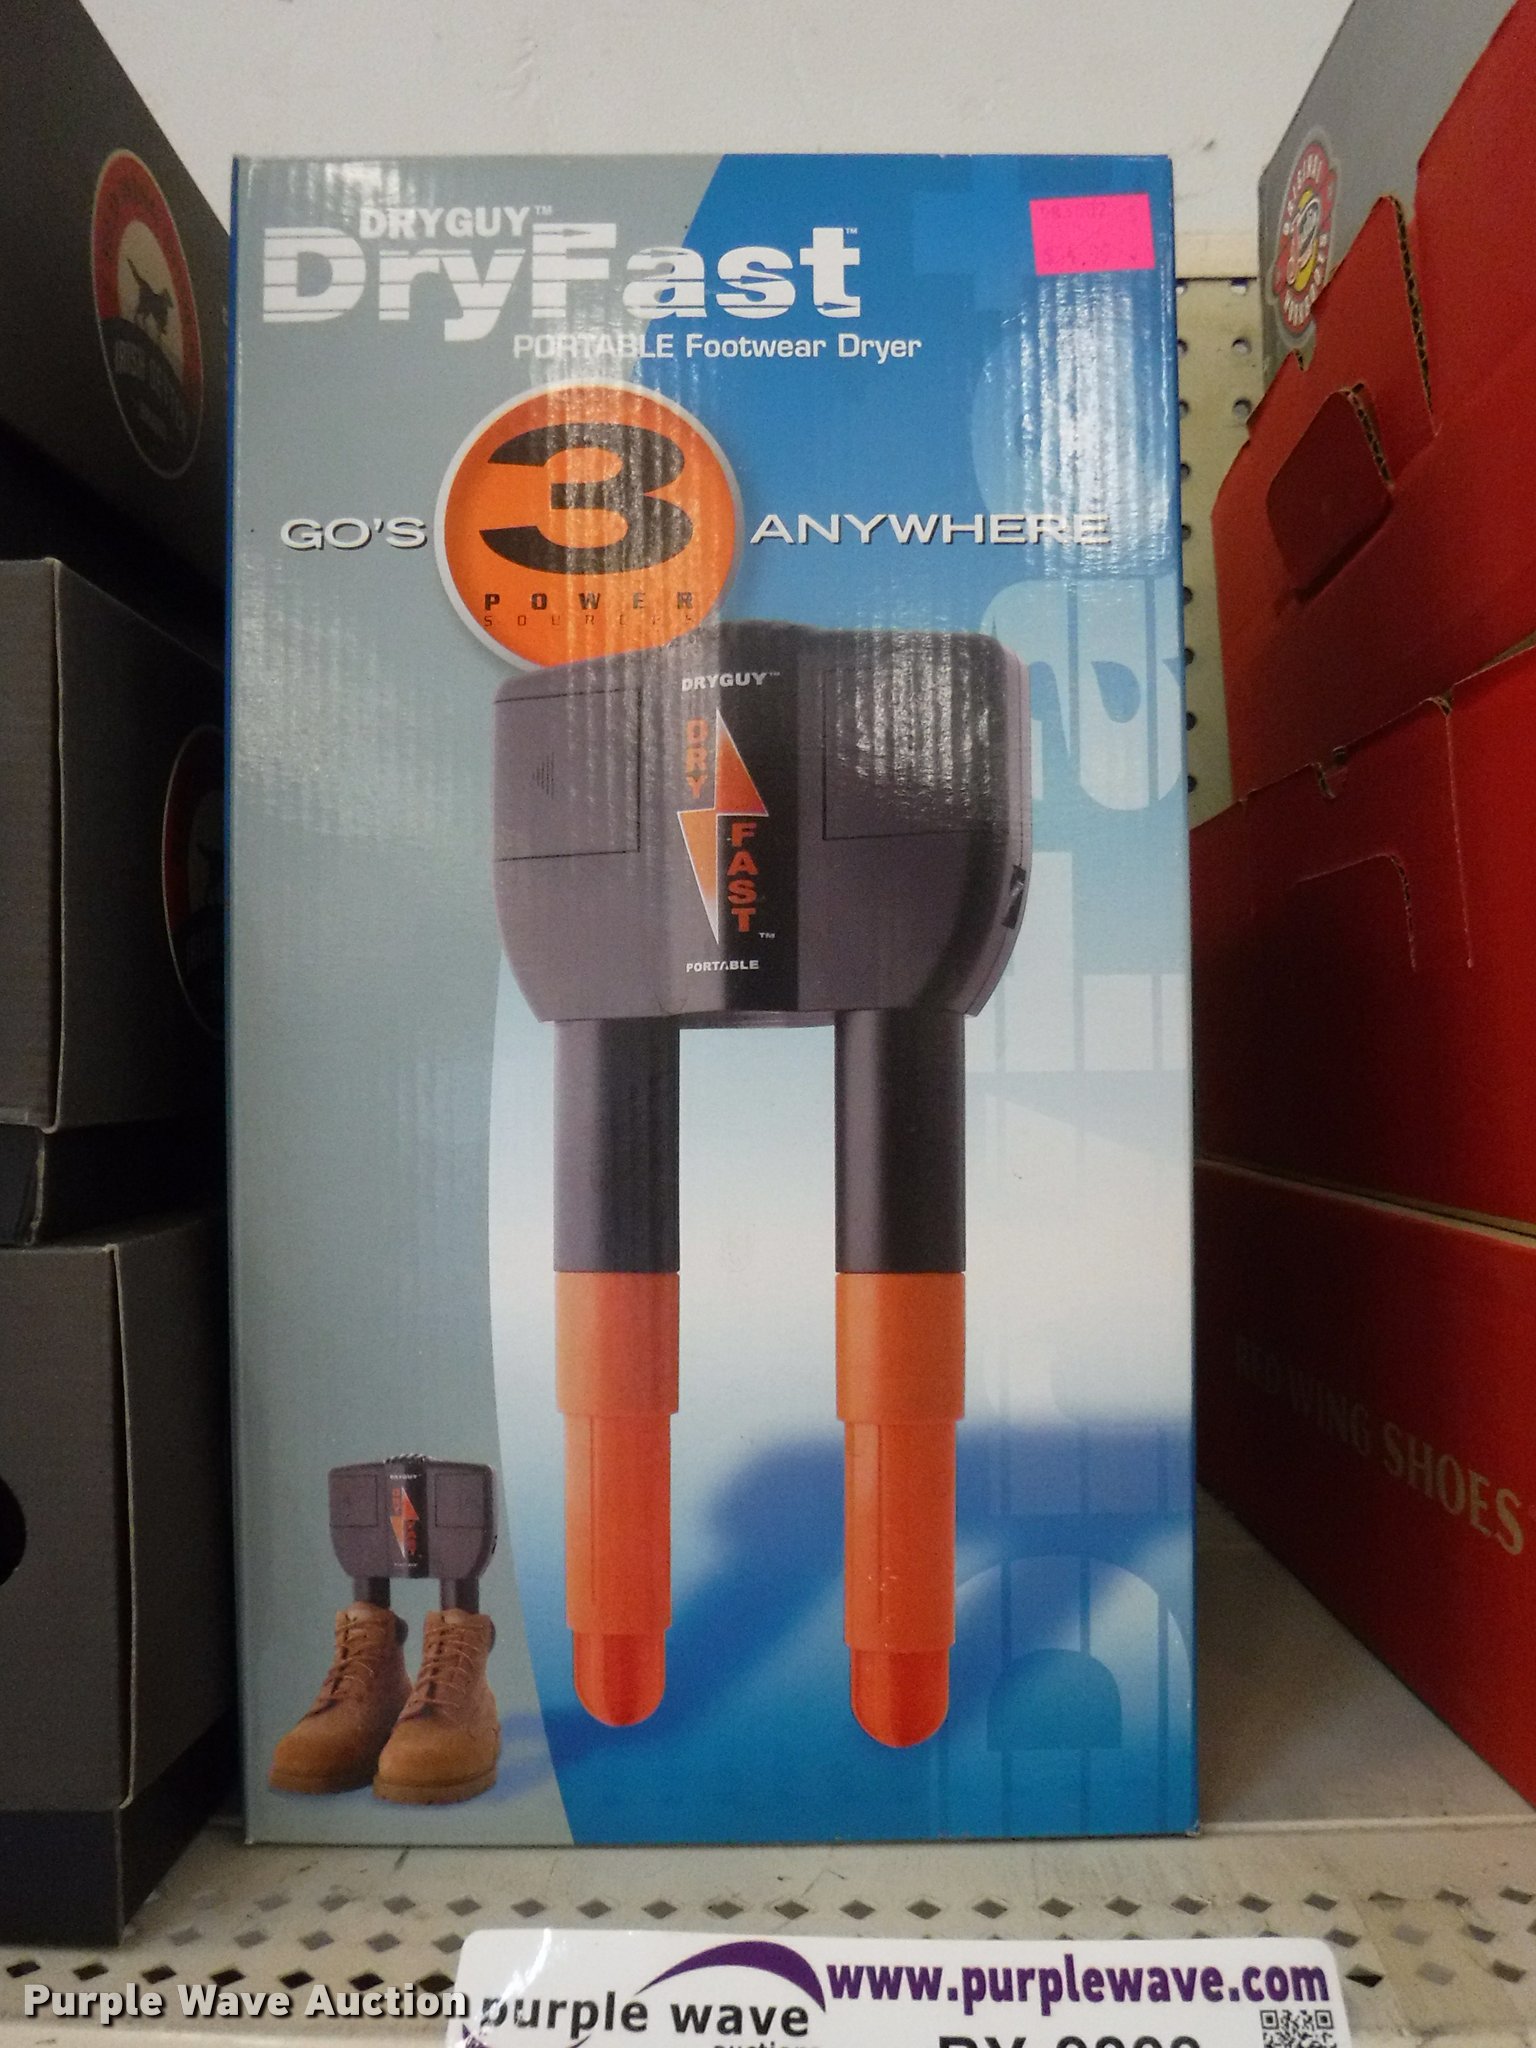 DRYGUY™
DryFast™
PORTABLE Footwear Dryer
GO'S
3
POWER
SOURCES
ANYWHERE
DRYGUY™
DRY
FAST™
PORTABLE
RED WING SHOES
Purple Wave Auction
purple wave
www.purplewave.com